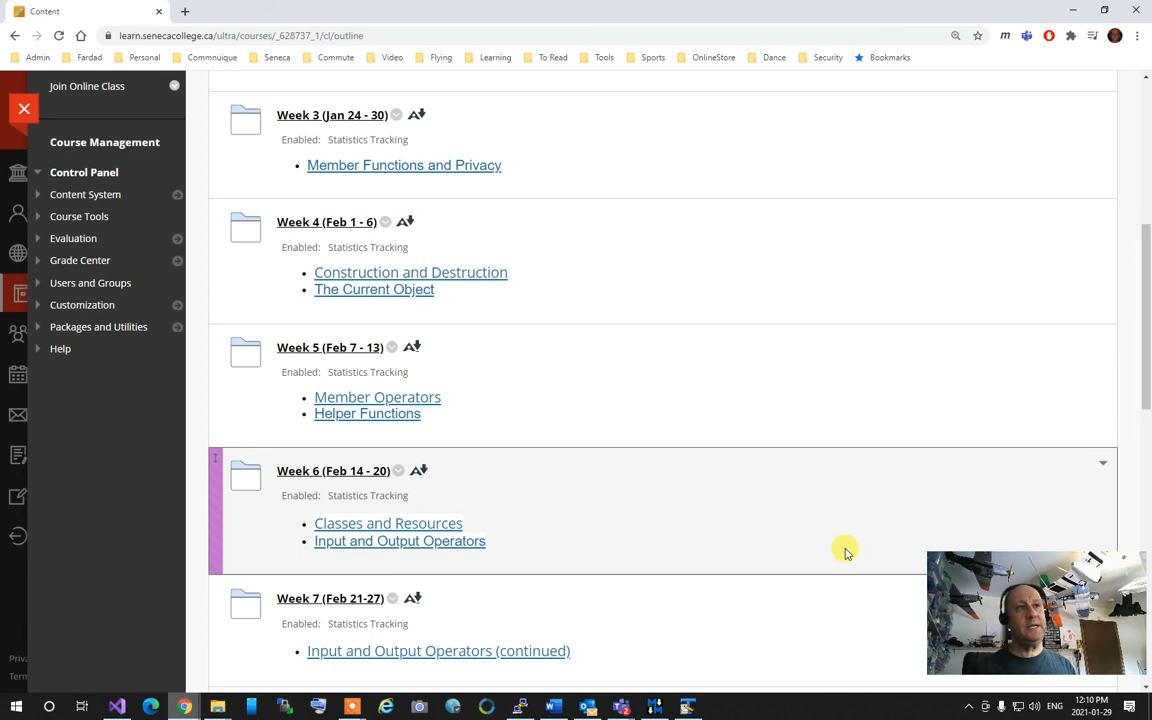 Content
learn.senecacollege.ca/ultra/courses/_628737_1/cl/outline
Admin Fardad Personal Commnuique Seneca Commute Video Flying Learning To Read Tools Sports OnlineStore Dance Security Bookmarks
Join Online Class
Course Management
Control Panel
Content System
Course Tools
Evaluation
Grade Center
Users and Groups
Customization
Packages and Utilities
Help
Week 3 (Jan 24 - 30)
Enabled: Statistics Tracking
Member Functions and Privacy
Week 4 (Feb 1 - 6)
Enabled: Statistics Tracking
Construction and Destruction
The Current Object
Week 5 (Feb 7 - 13)
Enabled: Statistics Tracking
Member Operators
Helper Functions
Week 6 (Feb 14 - 20)
Enabled: Statistics Tracking
Classes and Resources
Input and Output Operators
Week 7 (Feb 21-27)
Enabled: Statistics Tracking
Input and Output Operators (continued)
Priva
Term
ENG
12:10 PM
2021-01-29